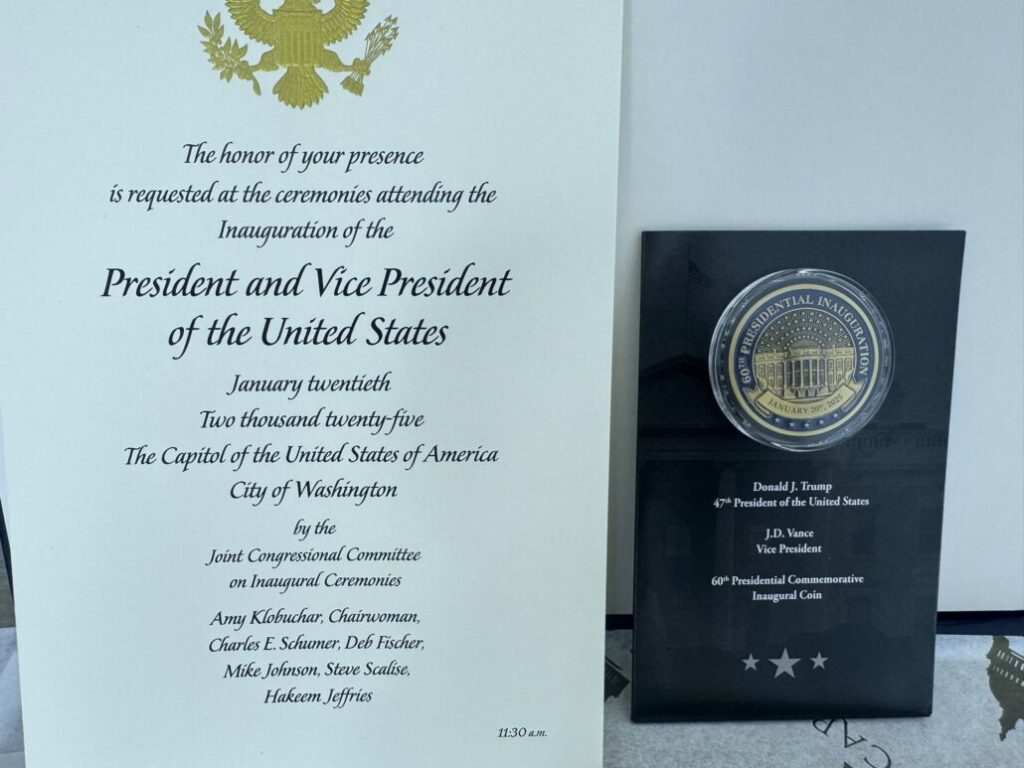 The honor of your presence
is requested at the ceremonies attending the
Inauguration of the
President and Vice President
of the United States
January twentieth
Two thousand twenty-five
The Capitol of the United States of America
City of Washington
by the
Joint Congressional Committee
on Inaugural Ceremonies
Amy Klobuchar, Chairwoman,
Charles E. Schumer, Deb Fischer,
Mike Johnson, Steve Scalise,
Hakeem Jeffries
11:30 a.m.
60TH PRESIDENTIAL INAUGURATION
JANUARY 20TH, 2025
Donald J. Trump
47th President of the United States
J.D. Vance
Vice President
60th Presidential Commemorative
Inaugural Coin